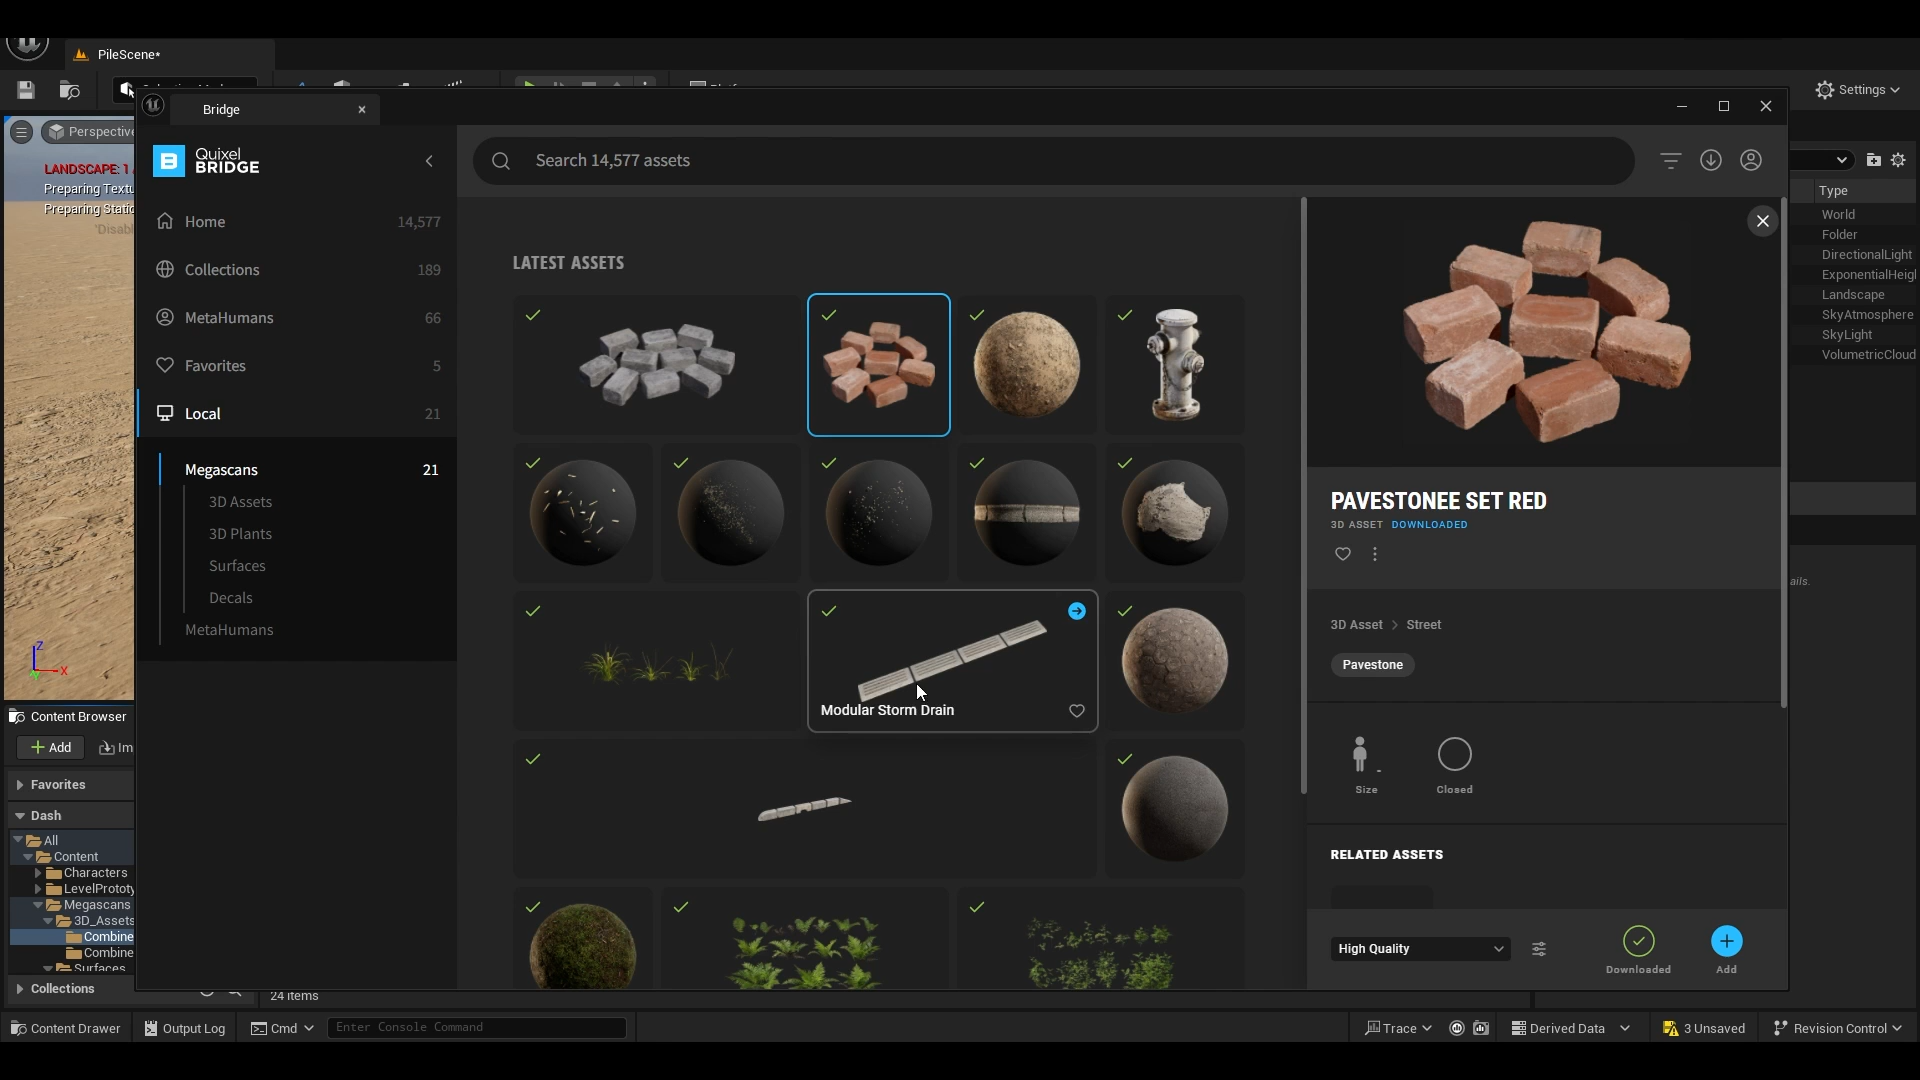 PileScene*
Settings
Bridge
Perspective
Quixel
BRIDGE
Search 14,577 assets
LANDSCAPE: 1
Preparing Textu
Preparing Static
'Disabl
Type
World
Folder
DirectionalLight
ExponentialHeigh
Landscape
SkyAtmosphere
SkyLight
VolumetricCloud
Home 14,577
Collections 189
MetaHumans 66
Favorites 5
Local 21
Megascans 21
3D Assets
3D Plants
Surfaces
Decals
MetaHumans
LATEST ASSETS
Modular Storm Drain
PAVESTONEE SET RED
3D ASSET DOWNLOADED
3D Asset > Street
Pavestone
Size
Closed
RELATED ASSETS
High Quality
Downloaded
Add
ails.
Z
X
Y
Content Browser
Add
Im
Favorites
Dash
All
Content
Characters
LevelPrototy
Megascans
3D_Assets
Combine
Combine
Surfaces
Collections
24 items
Content Drawer
Output Log
Cmd
Enter Console Command
Trace
Derived Data
3 Unsaved
Revision Control